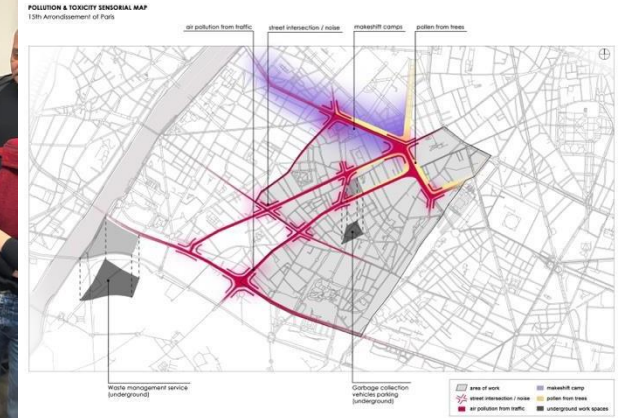 POLLUTION & TOXICITY SENSORIAL MAP
15th Arrondissement of Paris
air pollution from traffic
street intersection / noise
makeshift camps
pollen from trees
Waste management service
(underground)
Garbage collection
vehicles parking
(underground)
area of work
makeshift camp
street intersection / noise
pollen from trees
air pollution from traffic
underground work spaces